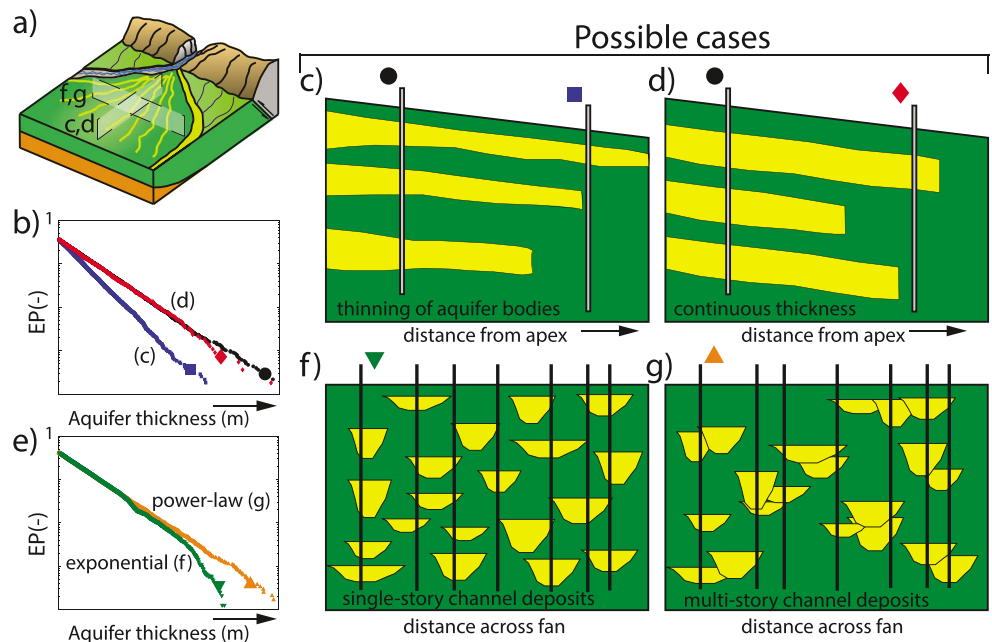 a)
f,g
c,d
Possible cases
c)
d)
thinning of aquifer bodies
continuous thickness
distance from apex
distance from apex
b)
1
EP(-)
(d)
(c)
Aquifer thickness (m)
e)
1
EP(-)
power-law (g)
exponential (f)
Aquifer thickness (m)
f)
g)
single-story channel deposits
multi-story channel deposits
distance across fan
distance across fan